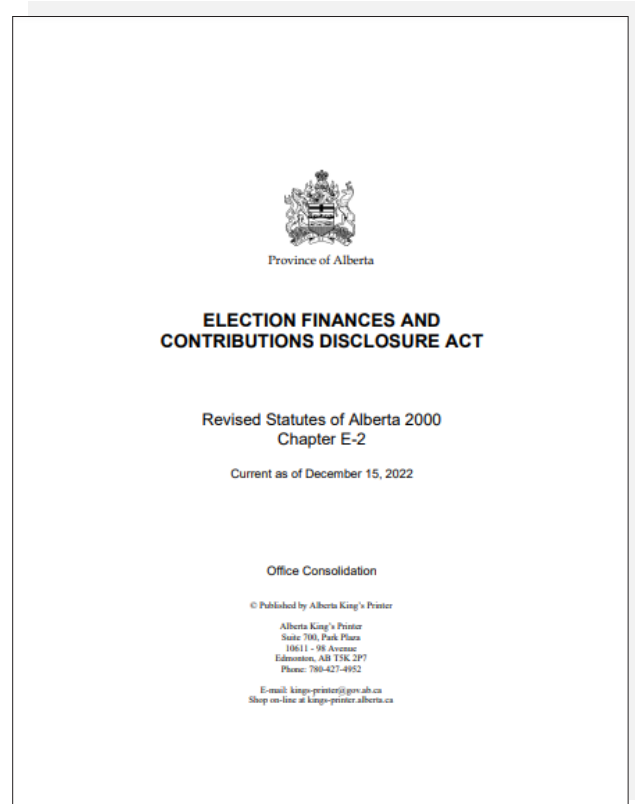 Province of Alberta
ELECTION FINANCES AND
CONTRIBUTIONS DISCLOSURE ACT
Revised Statutes of Alberta 2000
Chapter E-2
Current as of December 15, 2022
Office Consolidation
© Published by Alberta King's Printer
Alberta King's Printer
Suite 700, Park Plaza
10611 - 98 Avenue
Edmonton, AB T5K 2P7
Phone: 780-427-4952
E-mail: kings-printer@gov.ab.ca
Shop on-line at kings-printer.alberta.ca